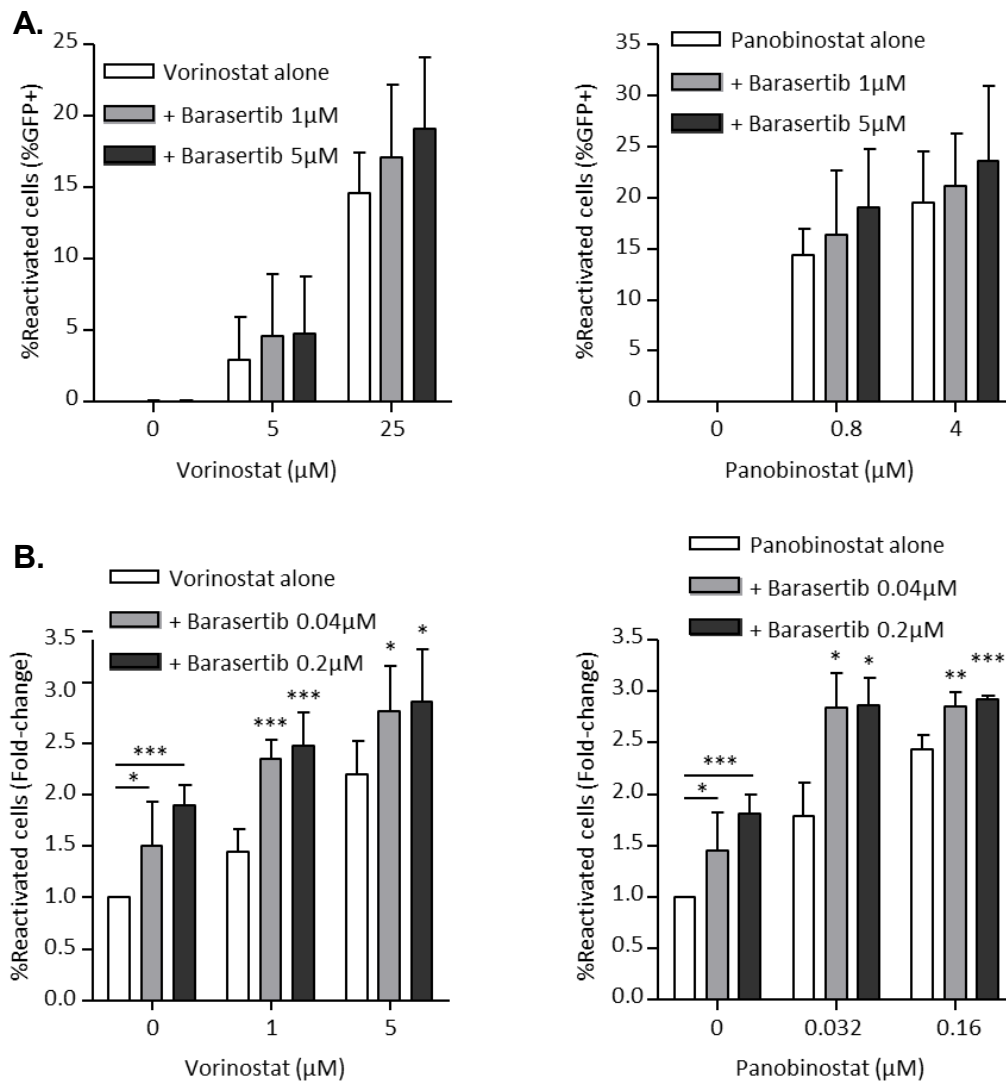 A.
25
20
15
10
5
0
%Reactivated cells (%GFP+)
Vorinostat alone
+ Barasertib 1µM
+ Barasertib 5µM
0 5 25
Vorinostat (µM)
35
30
25
20
15
10
5
0
%Reactivated cells (%GFP+)
Panobinostat alone
+ Barasertib 1µM
+ Barasertib 5µM
0 0.8 4
Panobinostat (µM)
B.
3.5
3.0
2.5
2.0
1.5
1.0
0.5
0.0
%Reactivated cells (Fold-change)
Vorinostat alone
+ Barasertib 0.04µM
+ Barasertib 0.2µM
* *
*** ***
***
*
0 1 5
Vorinostat (µM)
3.5
3.0
2.5
2.0
1.5
1.0
0.5
0.0
%Reactivated cells (Fold-change)
Panobinostat alone
+ Barasertib 0.04µM
+ Barasertib 0.2µM
* * ** ***
***
*
0 0.032 0.16
Panobinostat (µM)